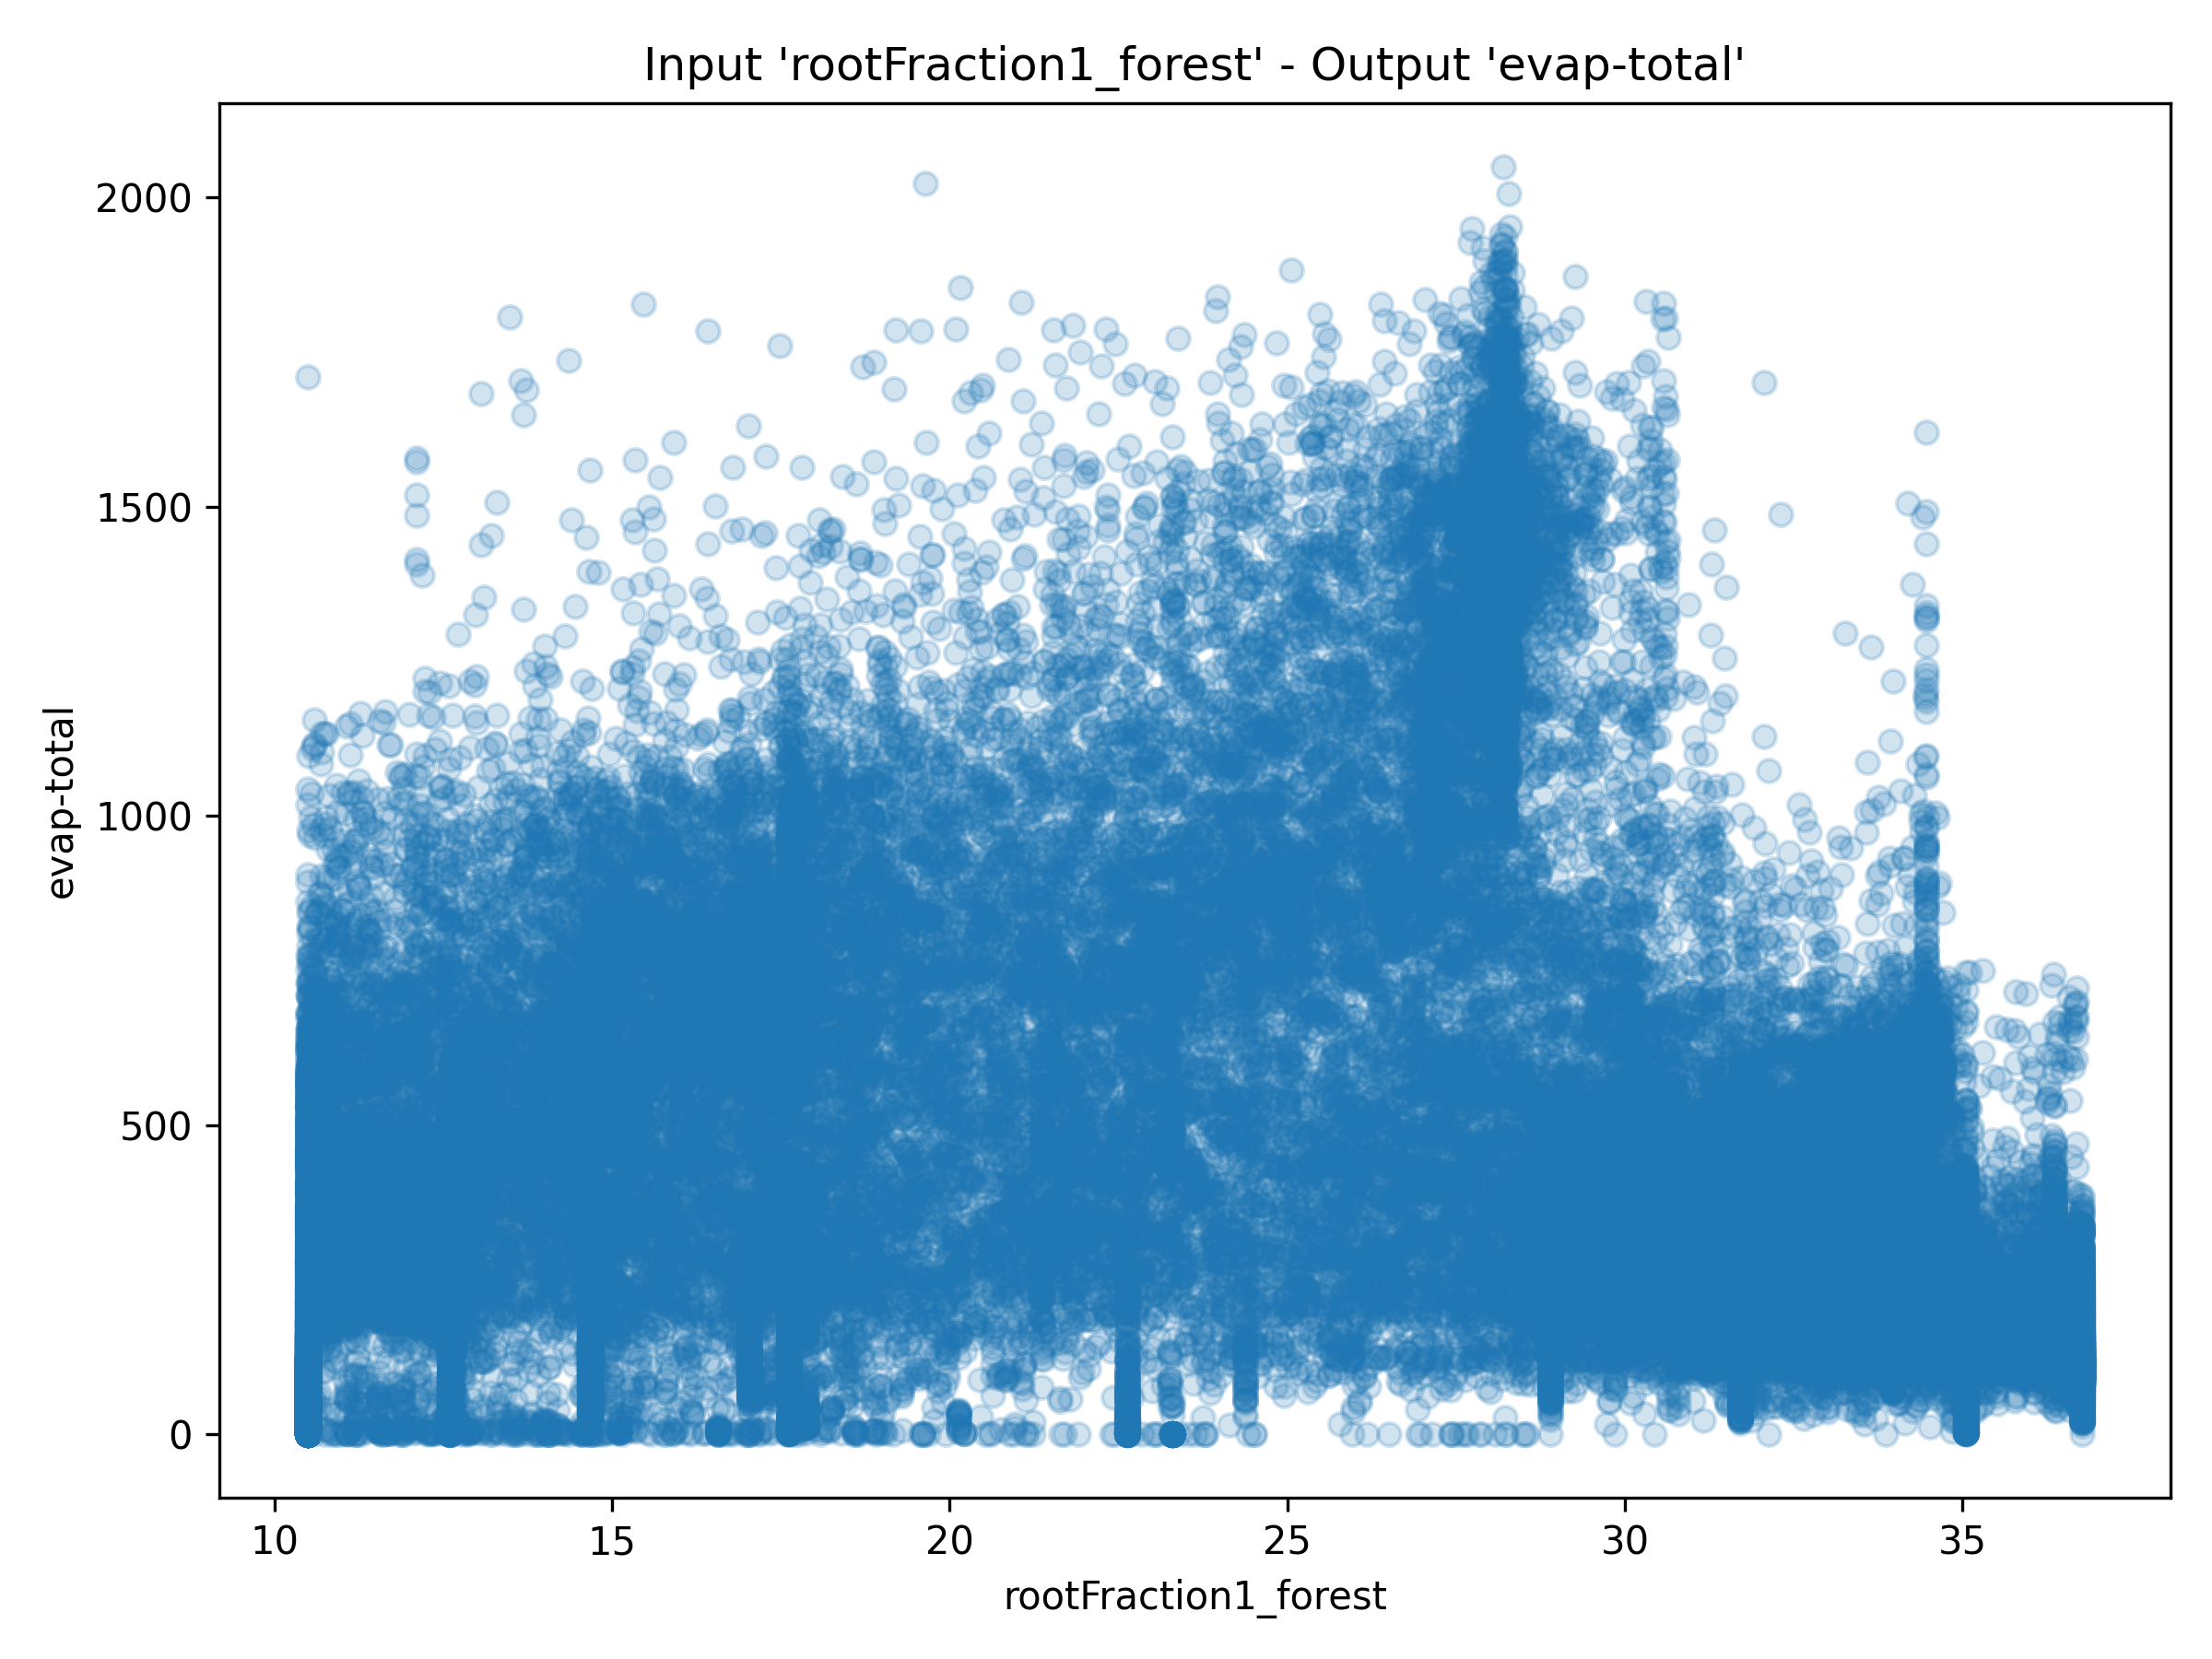 Input 'rootFraction1_forest' - Output 'evap-total'
2000
1500
1000
500
0
evap-total
10 15 20 25 30 35
rootFraction1_forest